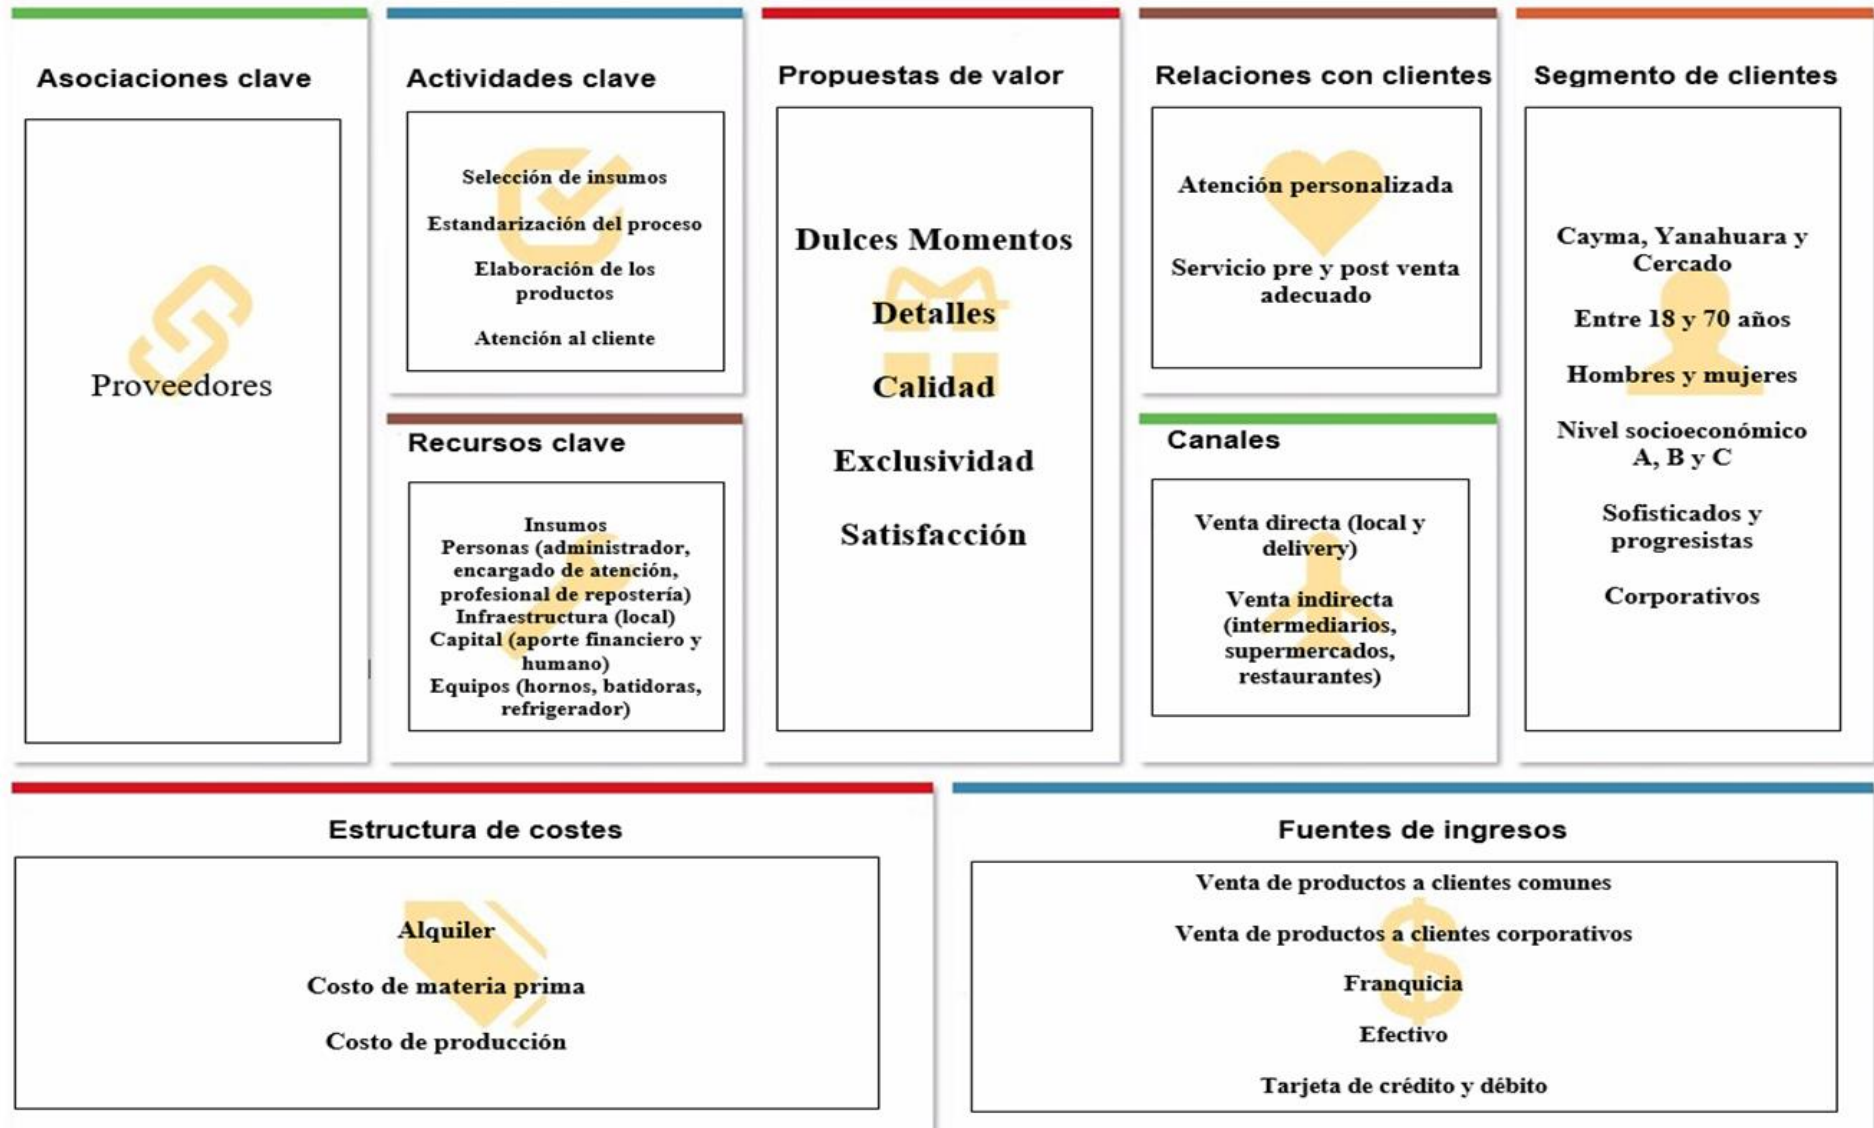 Asociaciones clave
Proveedores
Actividades clave
Selección de insumos
Estandarización del proceso
Elaboración de los
productos
Atención al cliente
Recursos clave
Insumos
Personas (administrador,
encargado de atención,
profesional de repostería)
Infraestructura (local)
Capital (aporte financiero y
humano)
Equipos (hornos, batidoras,
refrigerador)
Propuestas de valor
Dulces Momentos
Detalles
Calidad
Exclusividad
Satisfacción
Relaciones con clientes
Atención personalizada
Servicio pre y post venta
adecuado
Canales
Venta directa (local y
delivery)
Venta indirecta
(intermediarios,
supermercados,
restaurantes)
Segmento de clientes
Cayma, Yanahuara y
Cercado
Entre 18 y 70 años
Hombres y mujeres
Nivel socioeconómico
A, B y C
Sofisticados y
progresistas
Corporativos
Estructura de costes
Alquiler
Costo de materia prima
Costo de producción
Fuentes de ingresos
Venta de productos a clientes comunes
Venta de productos a clientes corporativos
Franquicia
Efectivo
Tarjeta de crédito y débito